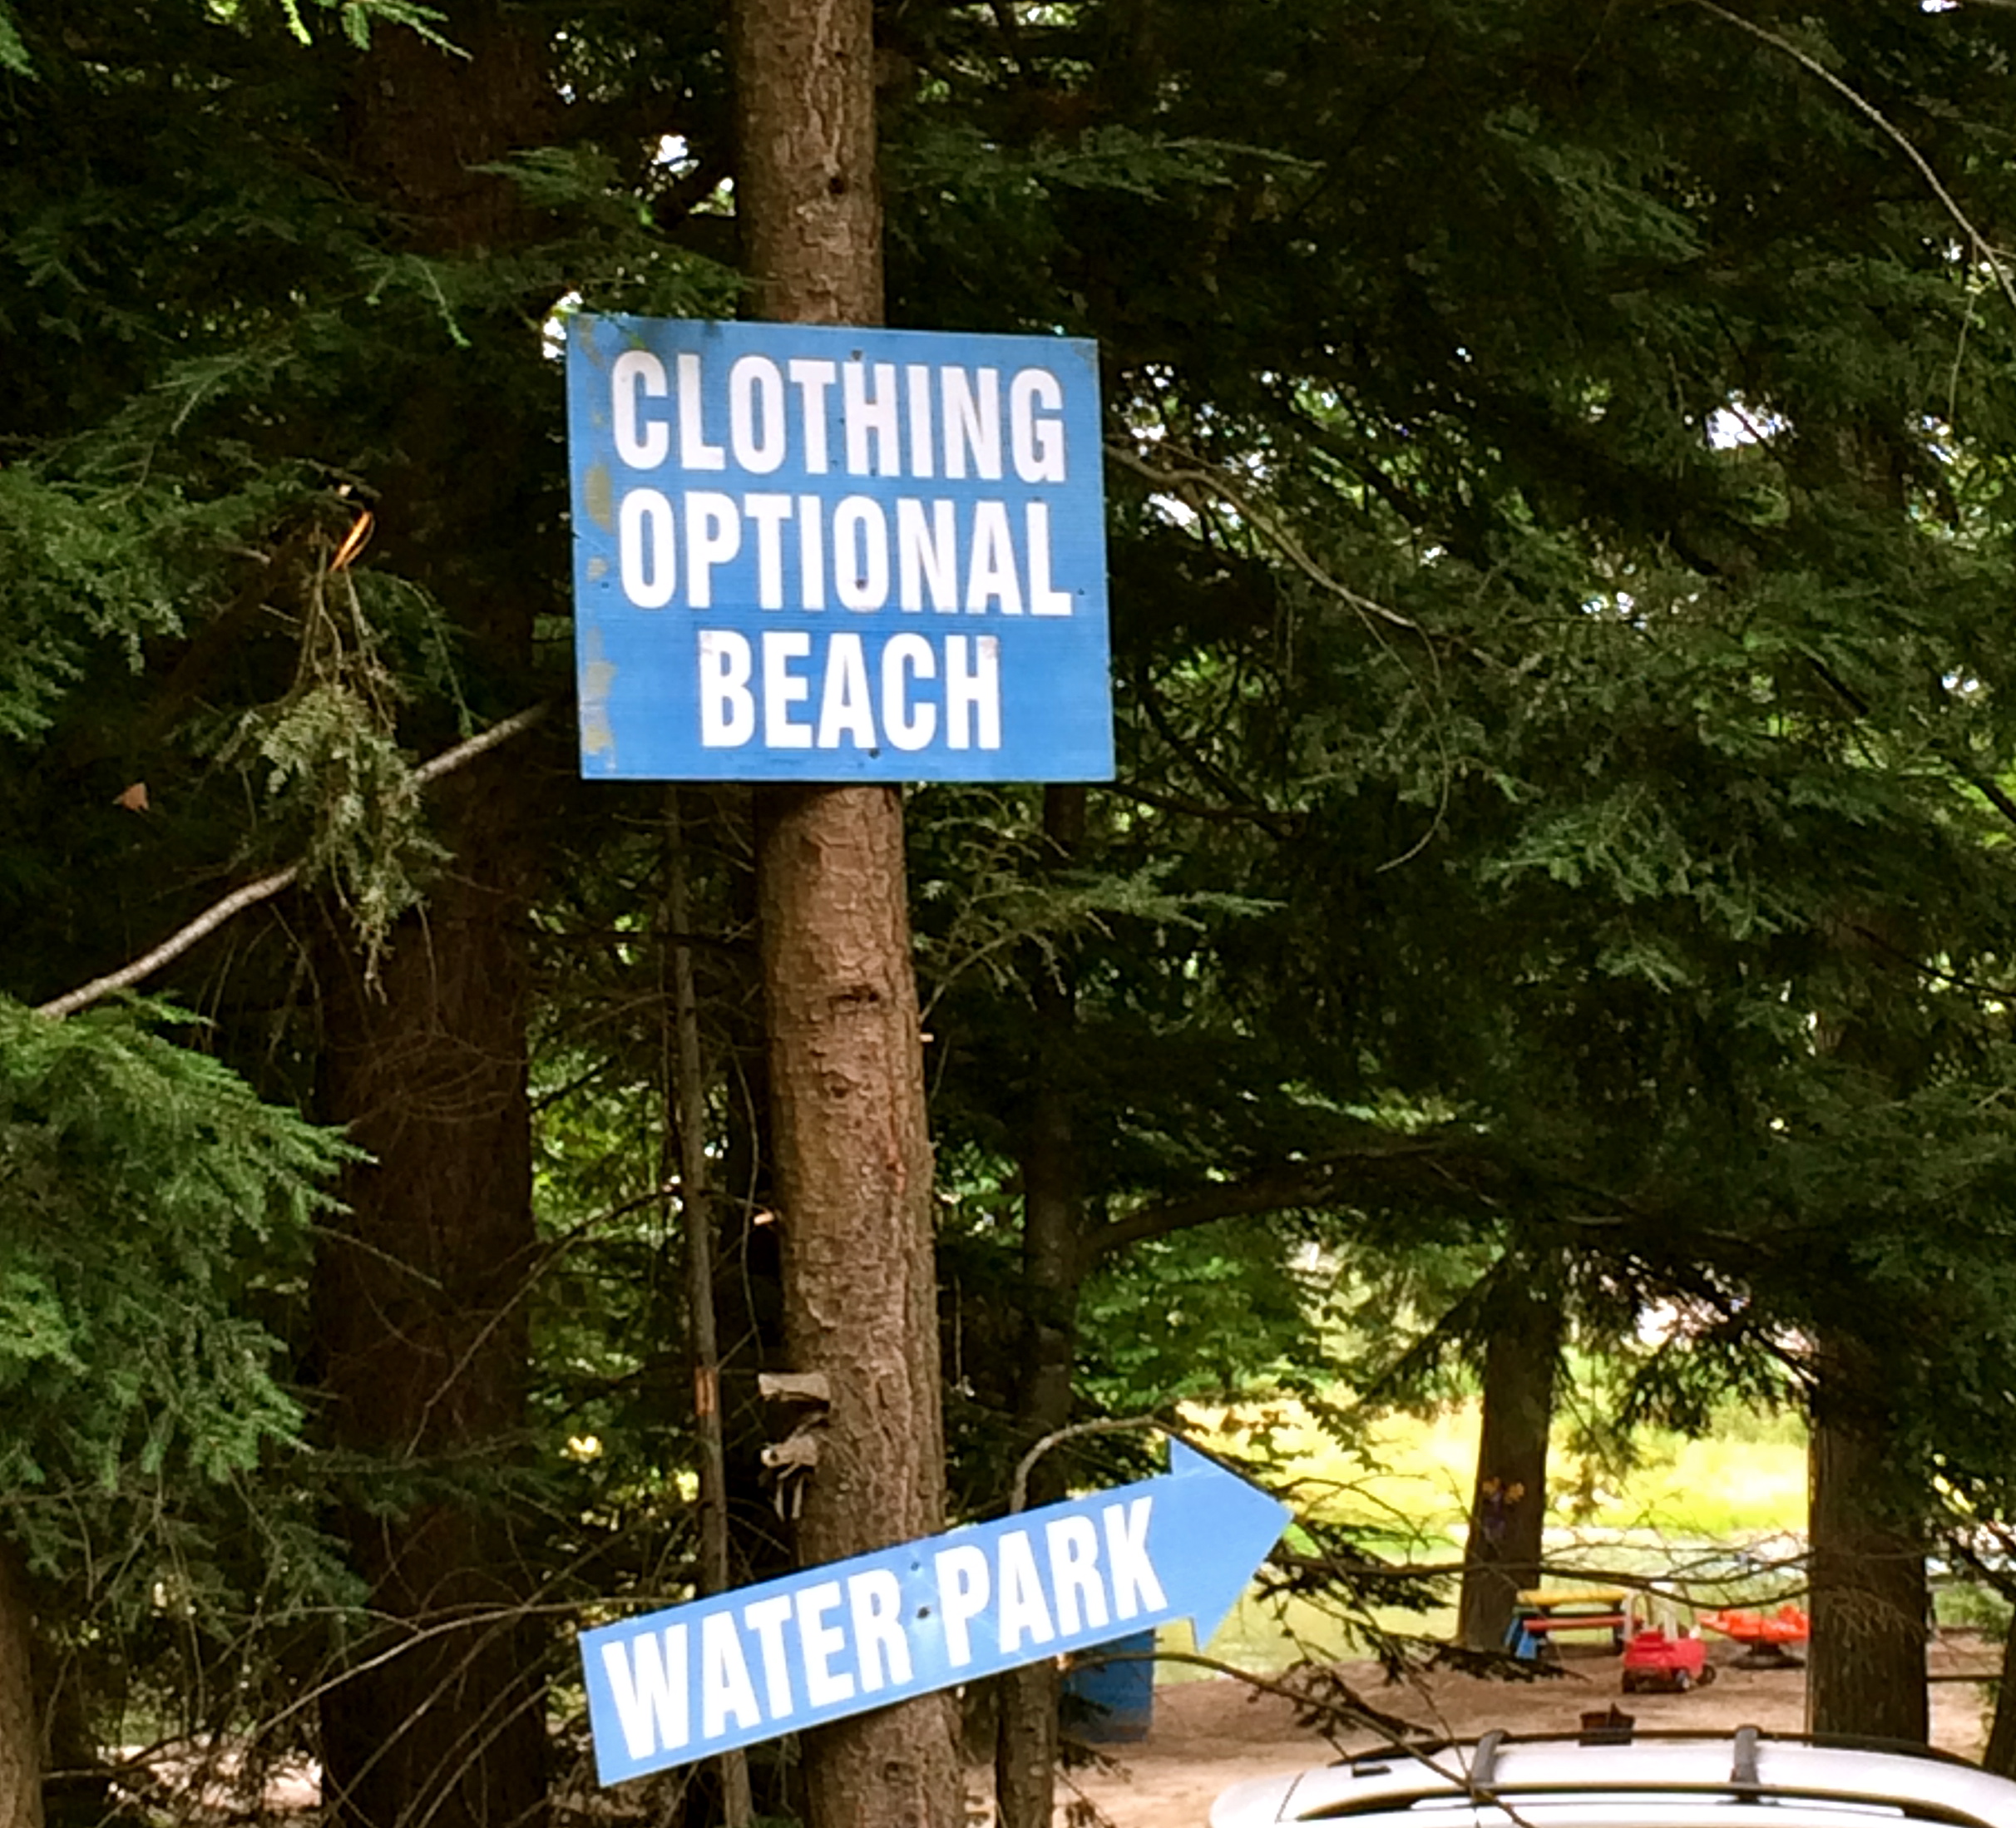 CLOTHING
OPTIONAL
BEACH
WATER PARK